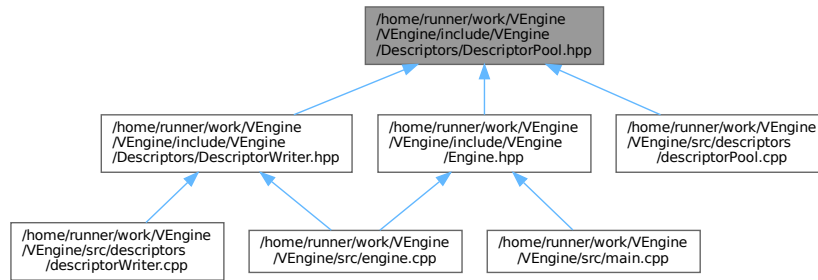 /home/runner/work/VEngine
/VEngine/include/VEngine
/Descriptors/DescriptorPool.hpp
/home/runner/work/VEngine
/VEngine/include/VEngine
/Descriptors/DescriptorWriter.hpp
/home/runner/work/VEngine
/VEngine/include/VEngine
/Engine.hpp
/home/runner/work/VEngine
/VEngine/src/descriptors
/descriptorPool.cpp
/home/runner/work/VEngine
/VEngine/src/descriptors
/descriptorWriter.cpp
/home/runner/work/VEngine
/VEngine/src/engine.cpp
/home/runner/work/VEngine
/VEngine/src/main.cpp